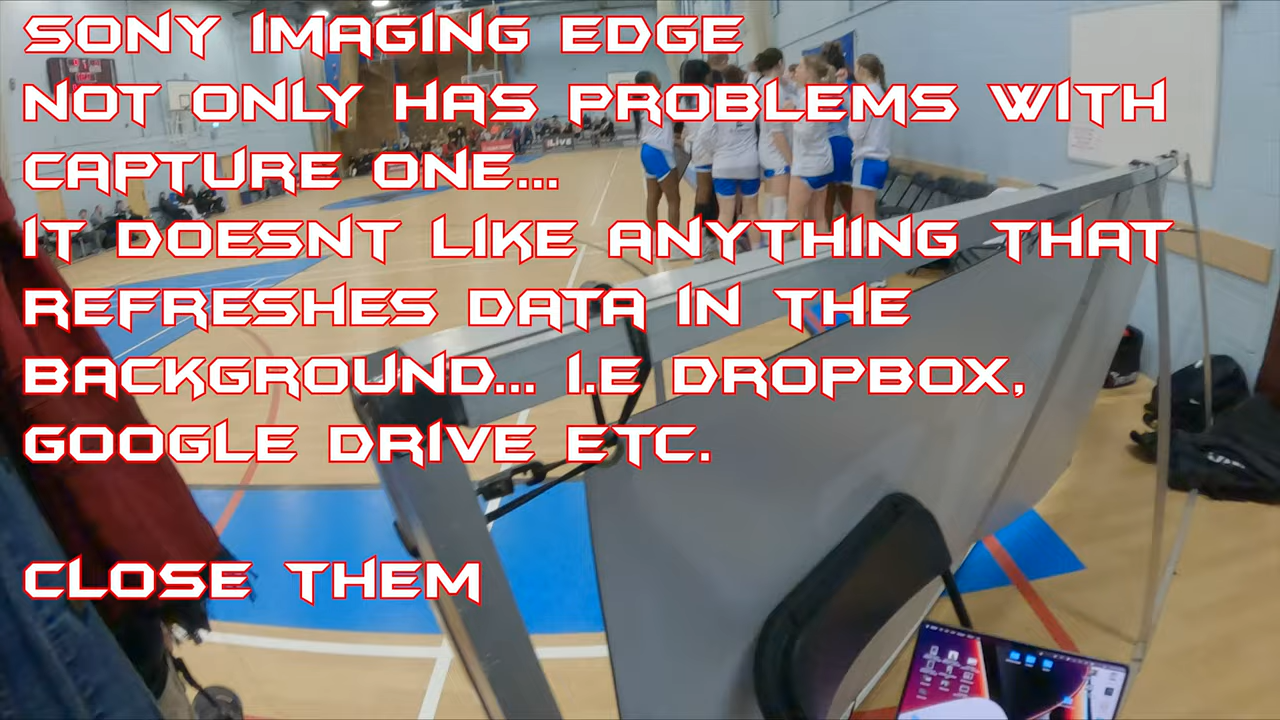 SONY IMAGING EDGE
NOT ONLY HAS PROBLEMS WITH
CAPTURE ONE...
IT DOESNT LIKE ANYTHING THAT
REFRESHES DATA IN THE
BACKGROUND... I.E DROPBOX,
GOOGLE DRIVE ETC.
CLOSE THEM